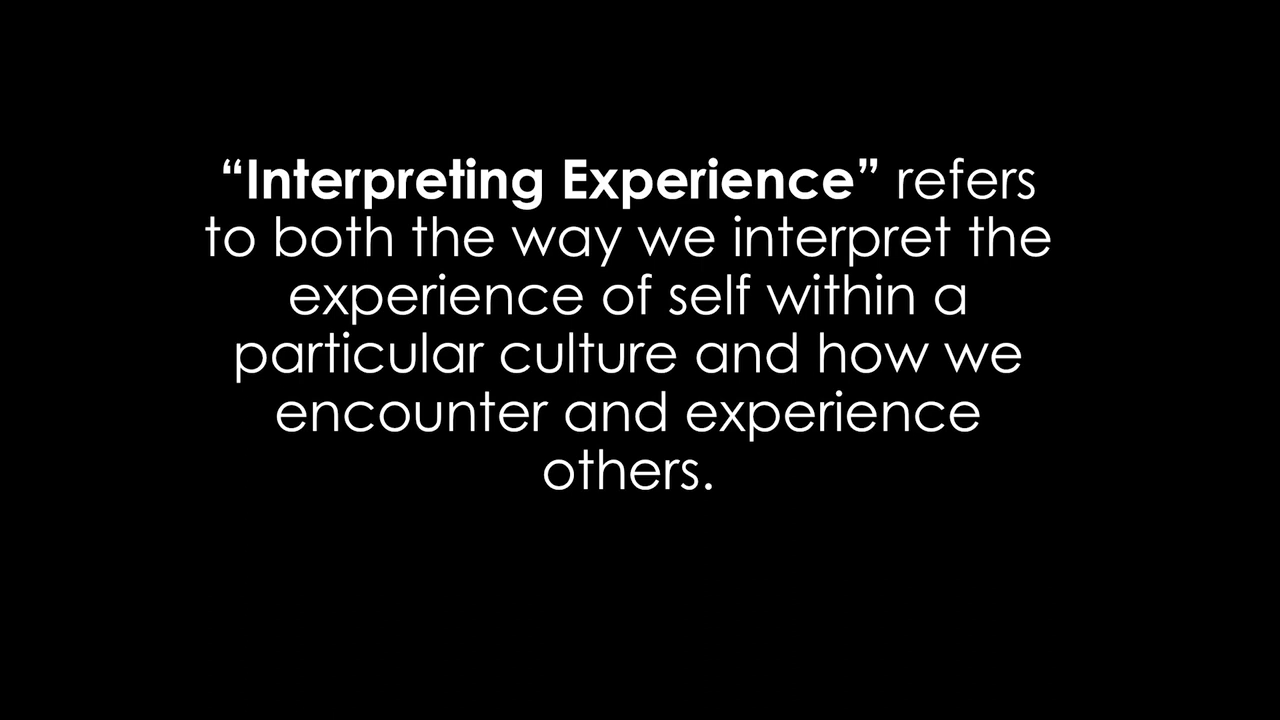 “Interpreting Experience” refers
to both the way we interpret the
experience of self within a
particular culture and how we
encounter and experience
others.